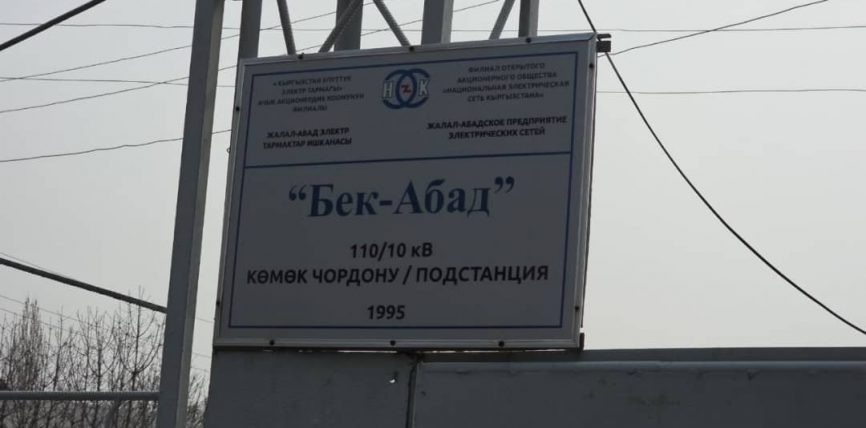 «КЫРГЫЗСТАН УЛУТТУК
ЭЛЕКТР ТАРМАГЫ»
АЧЫК АКЦИОНЕРДИК КООМУНУН
ФИЛИАЛЫ
ЖАЛАЛ-АБАД ЭЛЕКТР
ТАРМАКТАР ИШКАНАСЫ
НЭСК
ФИЛИАЛ ОТКРЫТОГО
АКЦИОНЕРНОГО ОБЩЕСТВА
«НАЦИОНАЛЬНАЯ ЭЛЕКТРИЧЕСКАЯ
СЕТЬ КЫРГЫЗСТАНА»
ЖАЛАЛ-АБАДСКОЕ ПРЕДПРИЯТИЕ
ЭЛЕКТРИЧЕСКИХ СЕТЕЙ
“Бек-Абад”
110/10 кВ
КӨМӨК ЧОРДОНУ / ПОДСТАНЦИЯ
1995